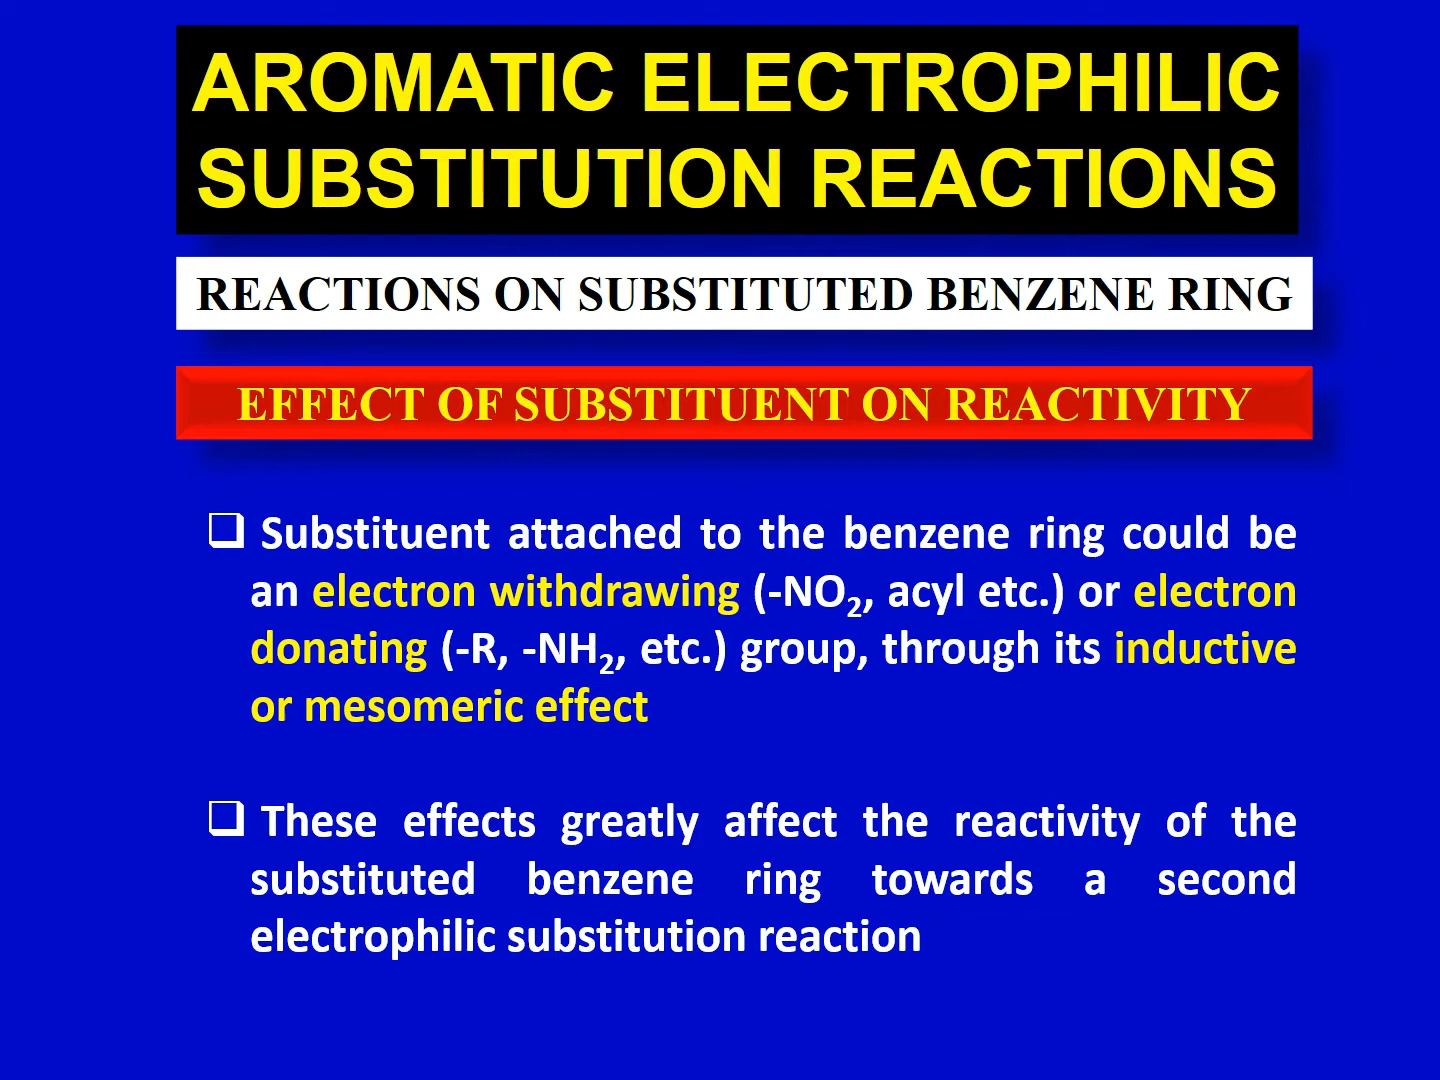 AROMATIC ELECTROPHILIC
SUBSTITUTION REACTIONS
REACTIONS ON SUBSTITUTED BENZENE RING
EFFECT OF SUBSTITUENT ON REACTIVITY
❑ Substituent attached to the benzene ring could be
an electron withdrawing (-NO₂, acyl etc.) or electron
donating (-R, -NH₂, etc.) group, through its inductive
or mesomeric effect
❑ These effects greatly affect the reactivity of the
substituted benzene ring towards a second
electrophilic substitution reaction